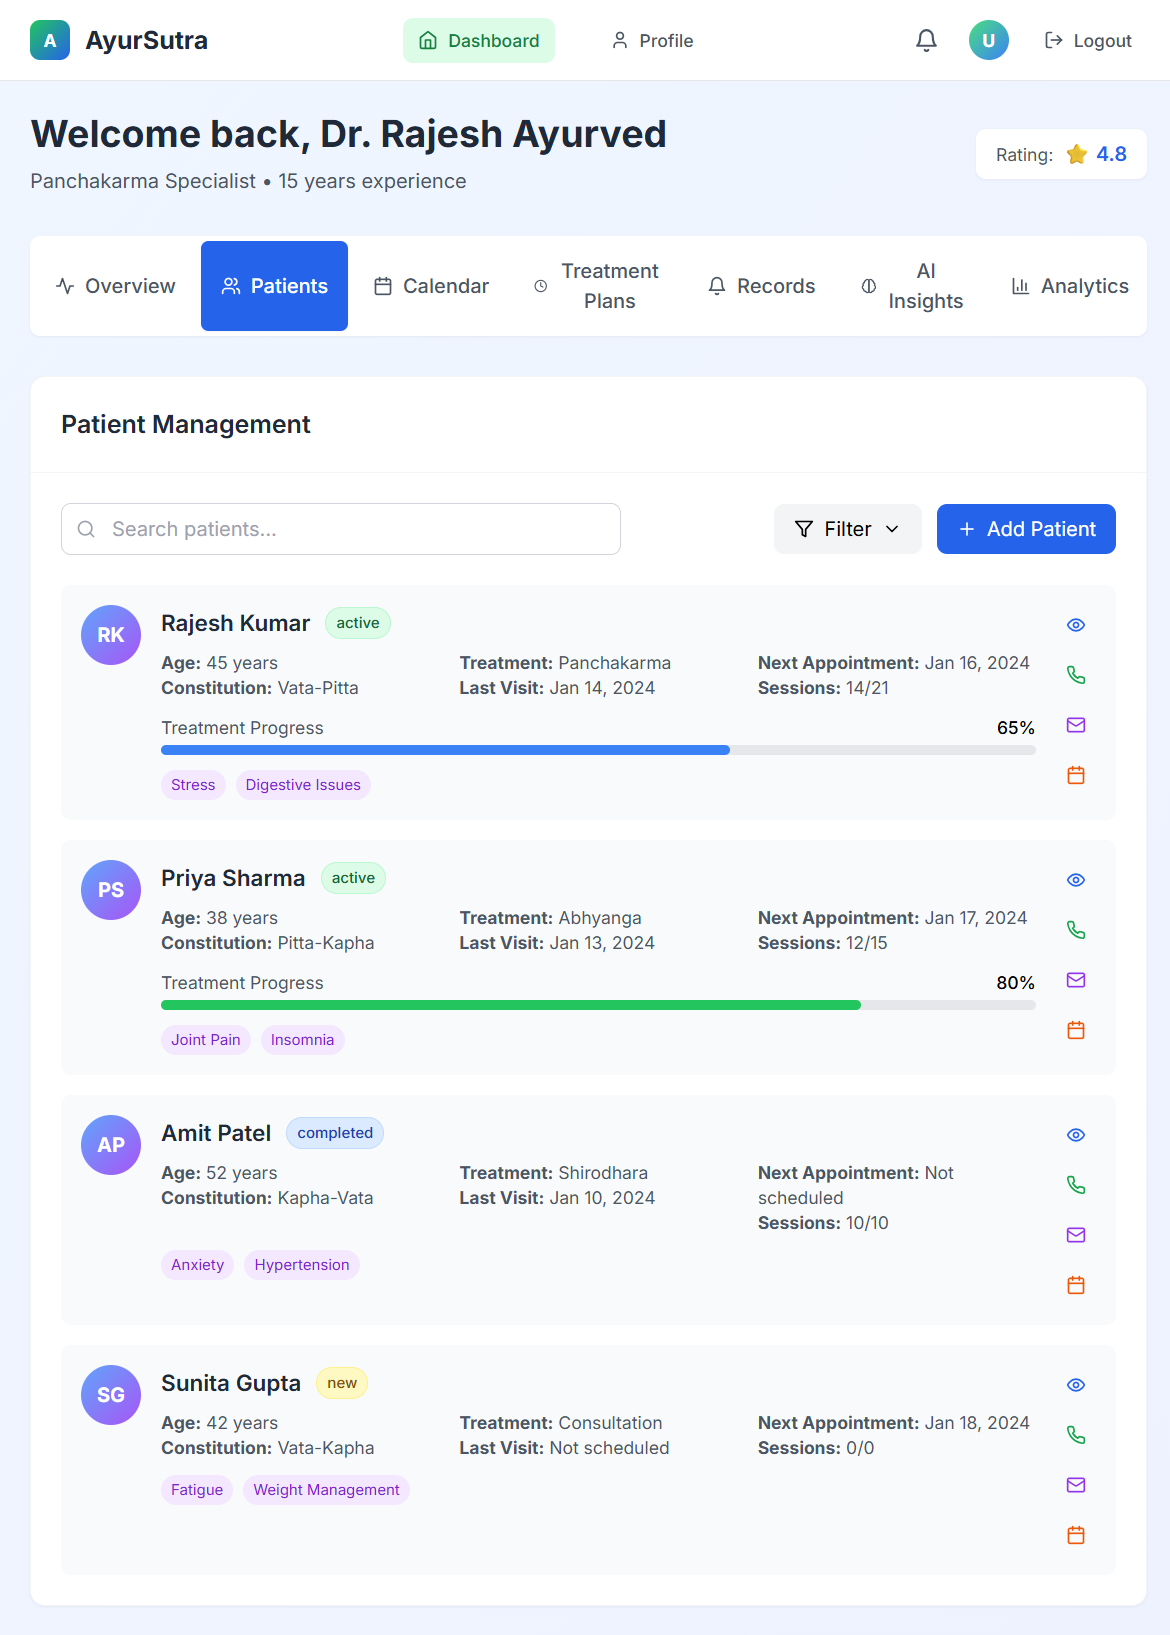 A
AyurSutra
Dashboard
Profile
U
Logout
Welcome back, Dr. Rajesh Ayurved
Panchakarma Specialist • 15 years experience
Rating: ⭐ 4.8
Overview
Patients
Calendar
Treatment
Plans
Records
AI
Insights
Analytics
Patient Management
Search patients...
Filter
Add Patient
RK
Rajesh Kumar
active
Age: 45 years
Constitution: Vata-Pitta
Treatment: Panchakarma
Last Visit: Jan 14, 2024
Next Appointment: Jan 16, 2024
Sessions: 14/21
Treatment Progress
65%
Stress
Digestive Issues
PS
Priya Sharma
active
Age: 38 years
Constitution: Pitta-Kapha
Treatment: Abhyanga
Last Visit: Jan 13, 2024
Next Appointment: Jan 17, 2024
Sessions: 12/15
Treatment Progress
80%
Joint Pain
Insomnia
AP
Amit Patel
completed
Age: 52 years
Constitution: Kapha-Vata
Treatment: Shirodhara
Last Visit: Jan 10, 2024
Next Appointment: Not
scheduled
Sessions: 10/10
Anxiety
Hypertension
SG
Sunita Gupta
new
Age: 42 years
Constitution: Vata-Kapha
Treatment: Consultation
Last Visit: Not scheduled
Next Appointment: Jan 18, 2024
Sessions: 0/0
Fatigue
Weight Management